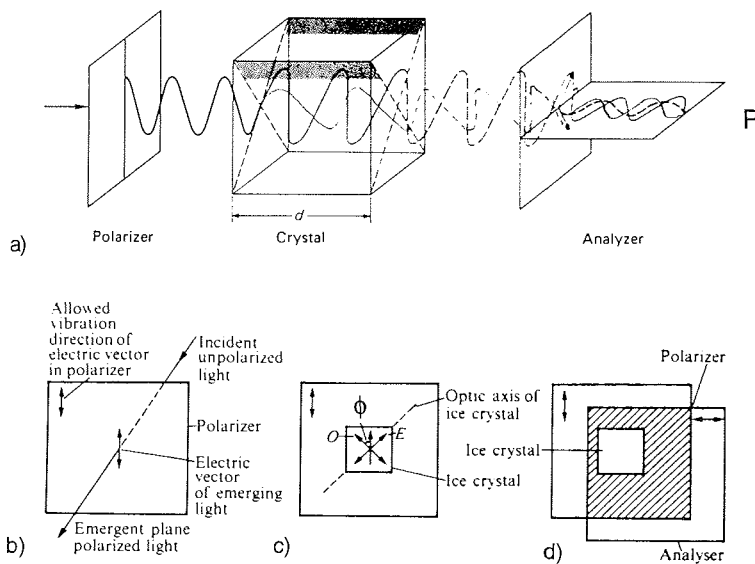 P
d
Polarizer
Crystal
Analyzer
a)
Allowed
vibration
direction of
electric vector
in polarizer
Incident
unpolarized
light
Polarizer
Electric
vector
of emerging
light
Emergent plane
polarized light
b)
ϕ
O
E
Optic axis of
ice crystal
Ice crystal
c)
Polarizer
Ice crystal
Analyser
d)